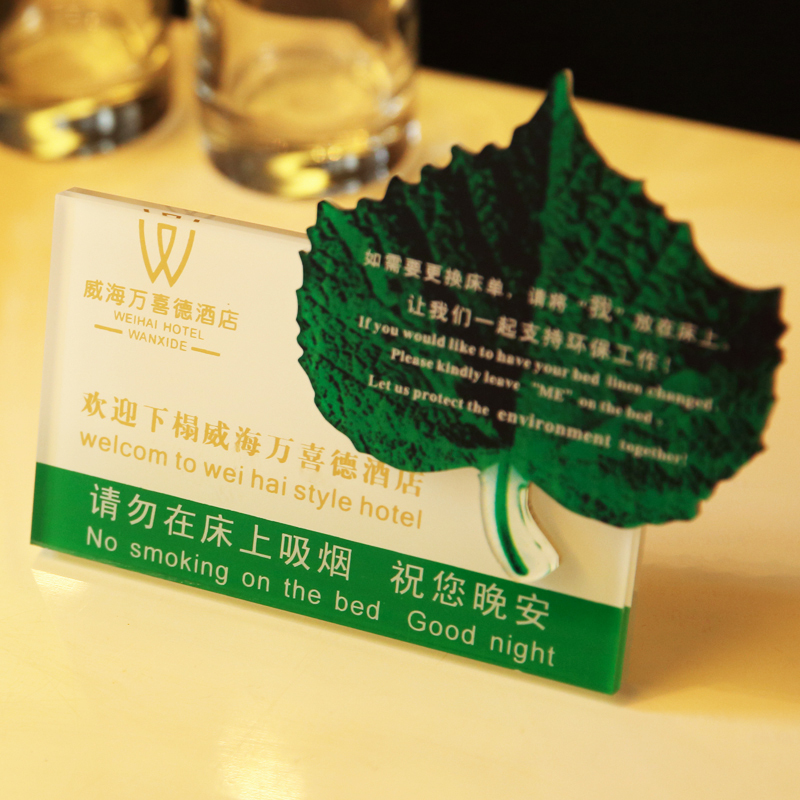 威海万喜德酒店
WEIHAI HOTEL
WANXIDE
欢迎下榻威海万喜德酒店
welcom to wei hai style hotel
请勿在床上吸烟 祝您晚安
No smoking on the bed Good night
如需要更换床单，请将“我”放在床上，
让我们一起支持环保工作！
If you would like to have your bed linen changed
Please kindly leave "ME" on the bed .
Let us protect the environment together!